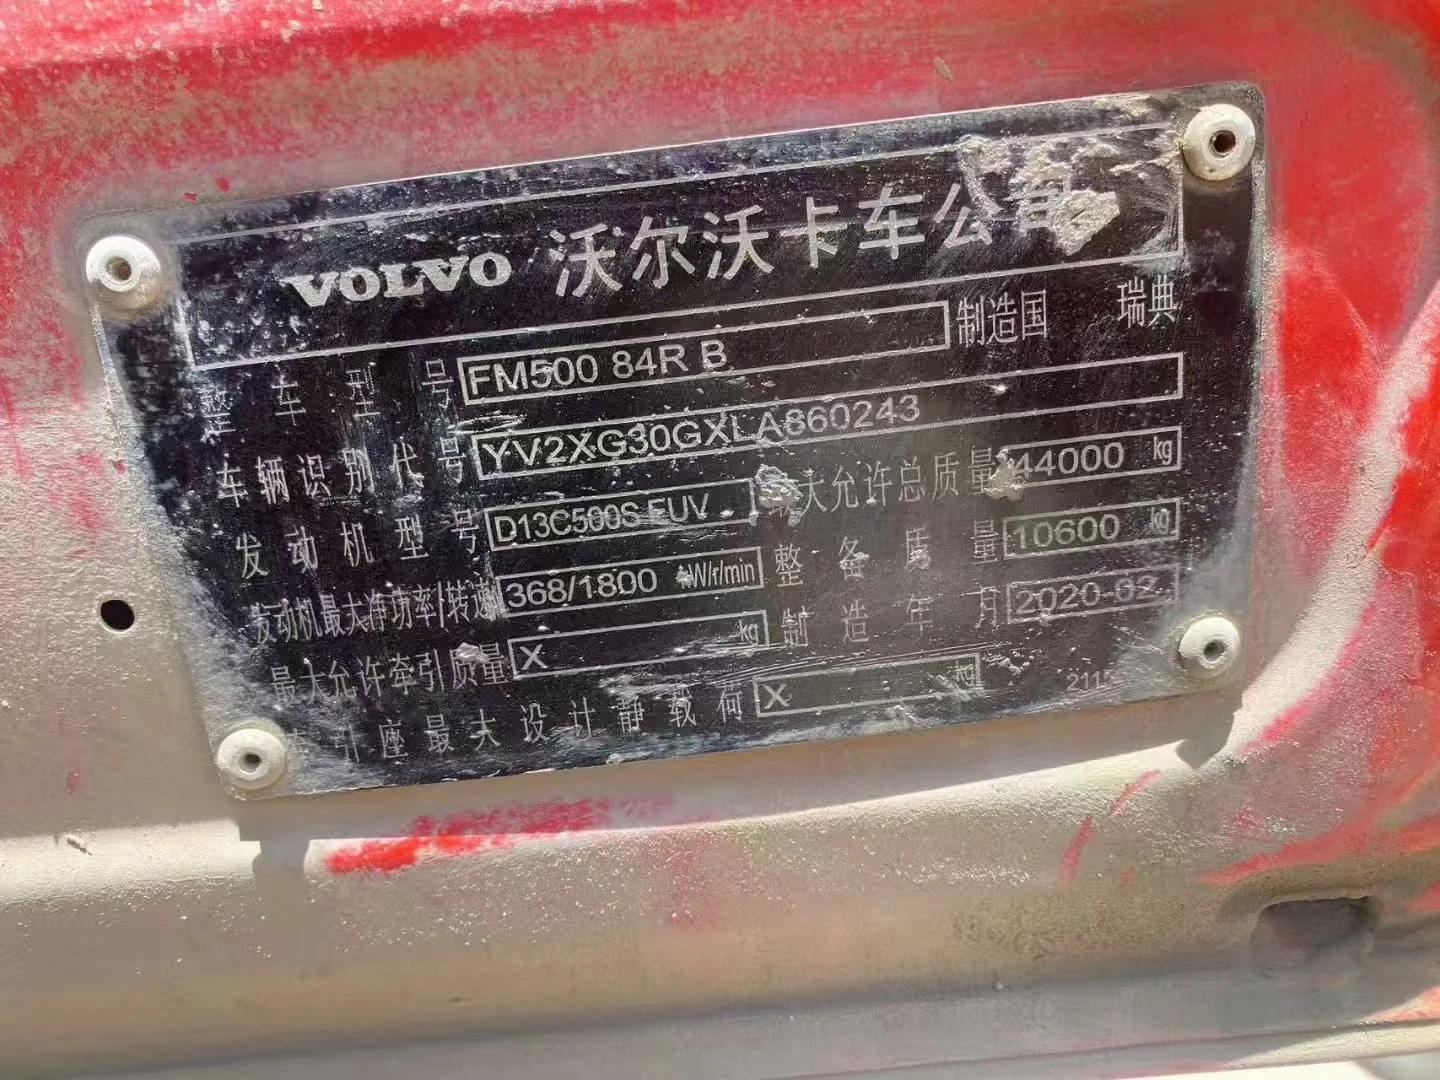 VOLVO 沃尔沃卡车公司
整车型号 FM500 84R B 制造国 瑞典
车辆识别代号 YV2XG30GXLA860243
发动机型号 D13C500S EUV 最大允许总质量 44000 kg
发动机最大净功率/转速 368/1800 kW/r/min 整备质量 10600 kg
最大允许牵引质量 X kg 制造年月 2020-02
牵引座最大设计静载荷 X kg